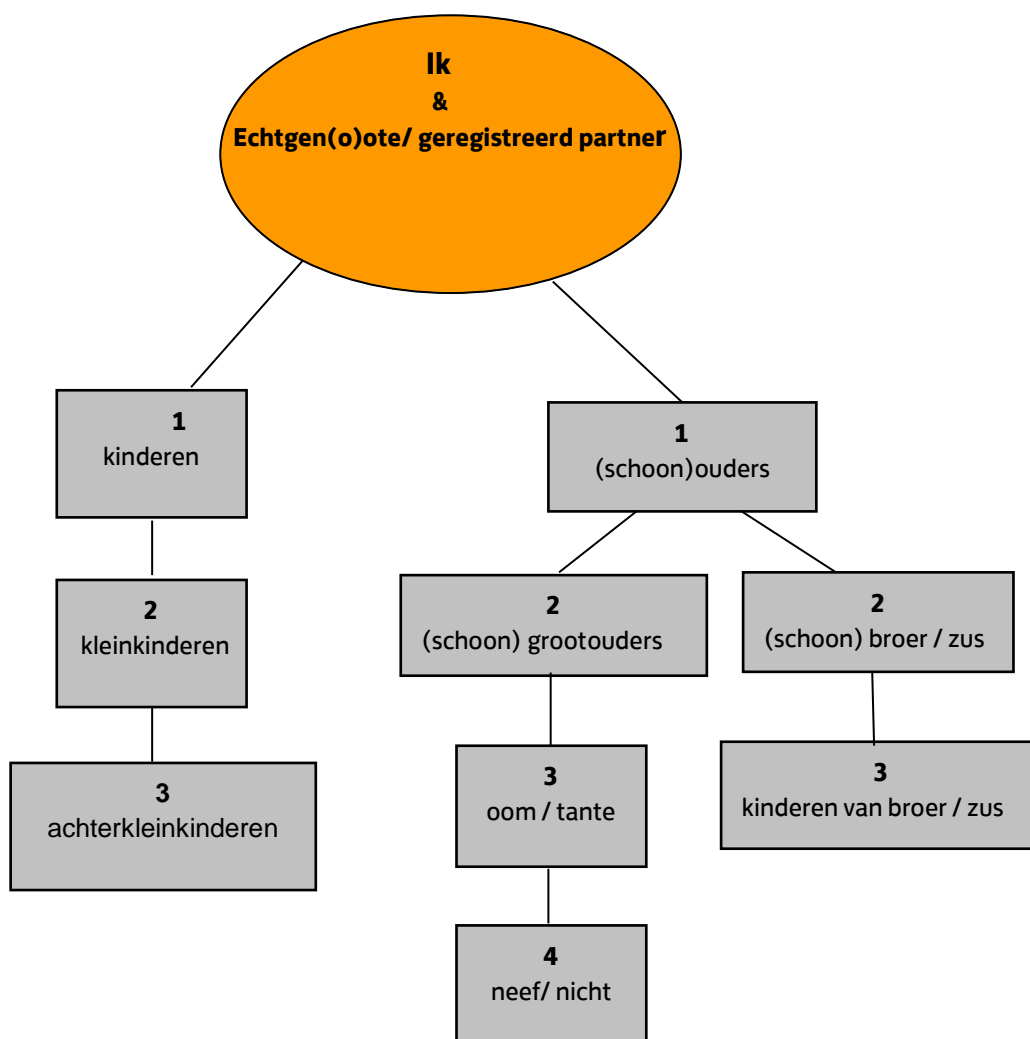 Ik
&
Echtgen(o)ote/ geregistreerd partner
1
kinderen
1
(schoon)ouders
2
kleinkinderen
2
(schoon) grootouders
2
(schoon) broer / zus
3
achterkleinkinderen
3
oom / tante
3
kinderen van broer / zus
4
neef/ nicht